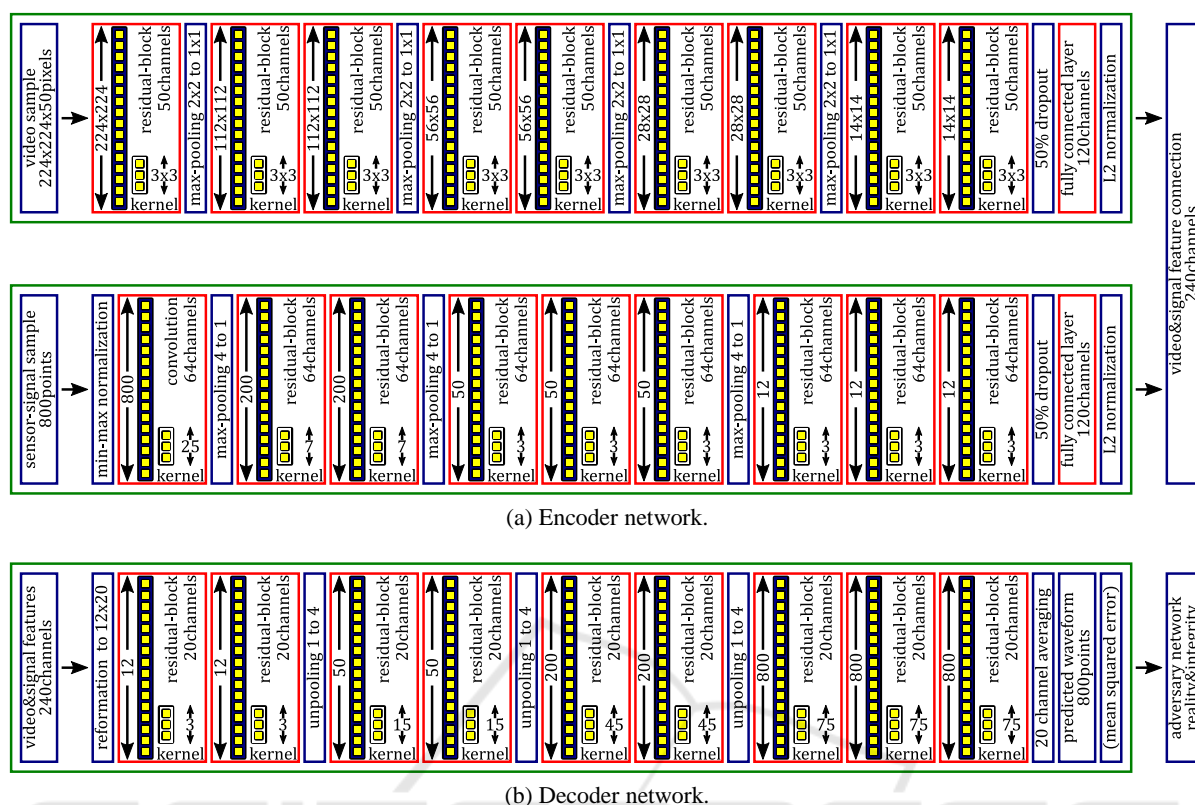 video sample
224x224x50pixels
224x224
residual-block
50channels
3x3
kernel
max-pooling 2x2 to 1x1
112x112
residual-block
50channels
3x3
kernel
112x112
residual-block
50channels
3x3
kernel
max-pooling 2x2 to 1x1
56x56
residual-block
50channels
3x3
kernel
56x56
residual-block
50channels
3x3
kernel
max-pooling 2x2 to 1x1
28x28
residual-block
50channels
3x3
kernel
28x28
residual-block
50channels
3x3
kernel
max-pooling 2x2 to 1x1
14x14
residual-block
50channels
3x3
kernel
14x14
residual-block
50channels
3x3
kernel
50% dropout
fully connected layer
120channels
L2 normalization
video&signal feature connection
240channels
sensor-signal sample
800points
min-max normalization
800
convolution
64channels
25
kernel
max-pooling 4 to 1
200
residual-block
64channels
7
kernel
200
residual-block
64channels
7
kernel
max-pooling 4 to 1
50
residual-block
64channels
3
kernel
50
residual-block
64channels
3
kernel
50
residual-block
64channels
3
kernel
max-pooling 4 to 1
12
residual-block
64channels
3
kernel
12
residual-block
64channels
3
kernel
12
residual-block
64channels
3
kernel
50% dropout
fully connected layer
120channels
L2 normalization
(a) Encoder network.
video&signal features
240channels
reformation to 12x20
12
residual-block
20channels
3
kernel
12
residual-block
20channels
3
kernel
unpooling 1 to 4
50
residual-block
20channels
15
kernel
50
residual-block
20channels
15
kernel
unpooling 1 to 4
200
residual-block
20channels
45
kernel
200
residual-block
20channels
45
kernel
unpooling 1 to 4
800
residual-block
20channels
75
kernel
800
residual-block
20channels
75
kernel
800
residual-block
20channels
75
kernel
20 channel averaging
predicted waveform
800points
(mean squared error)
adversary network
reality&integrity
(b) Decoder network.